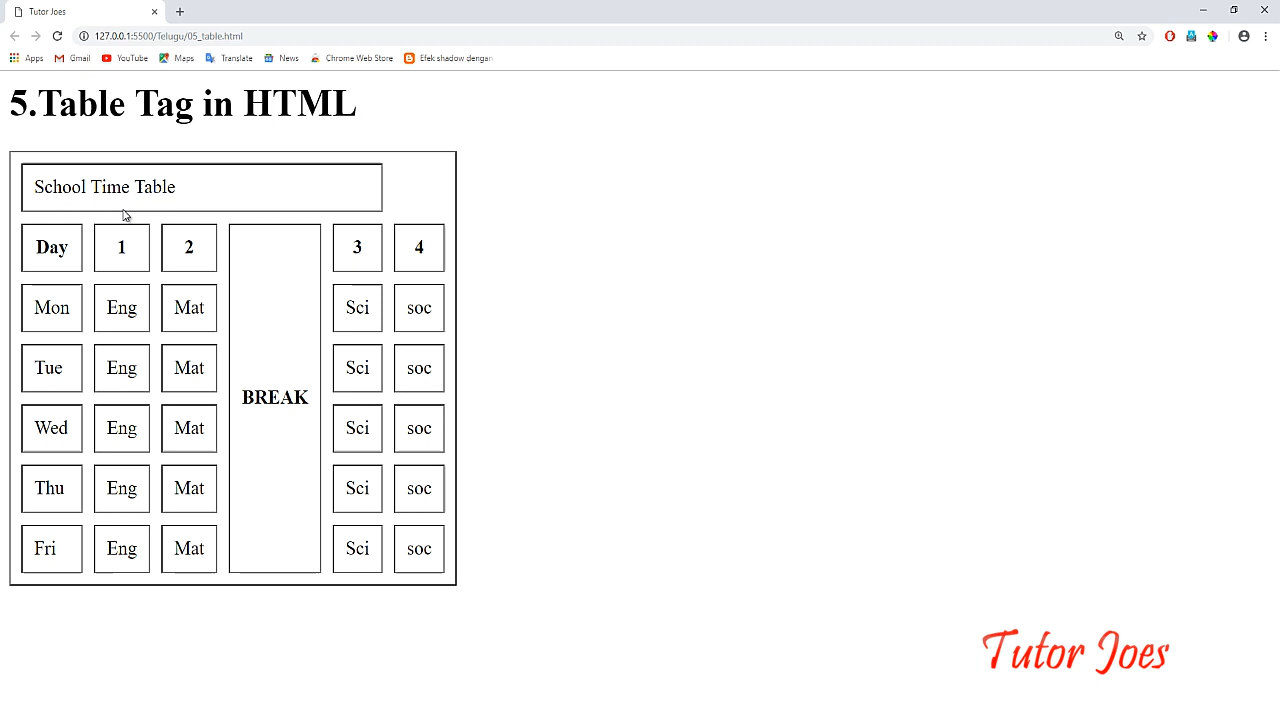 Tutor Joes
127.0.0.1:5500/Telugu/05_table.html
Apps Gmail YouTube Maps Translate News Chrome Web Store Efek shadow dengan
5.Table Tag in HTML
School Time Table
Day 1 2 3 4
Mon Eng Mat Sci soc
Tue Eng Mat Sci soc
BREAK
Wed Eng Mat Sci soc
Thu Eng Mat Sci soc
Fri Eng Mat Sci soc
Tutor Joes